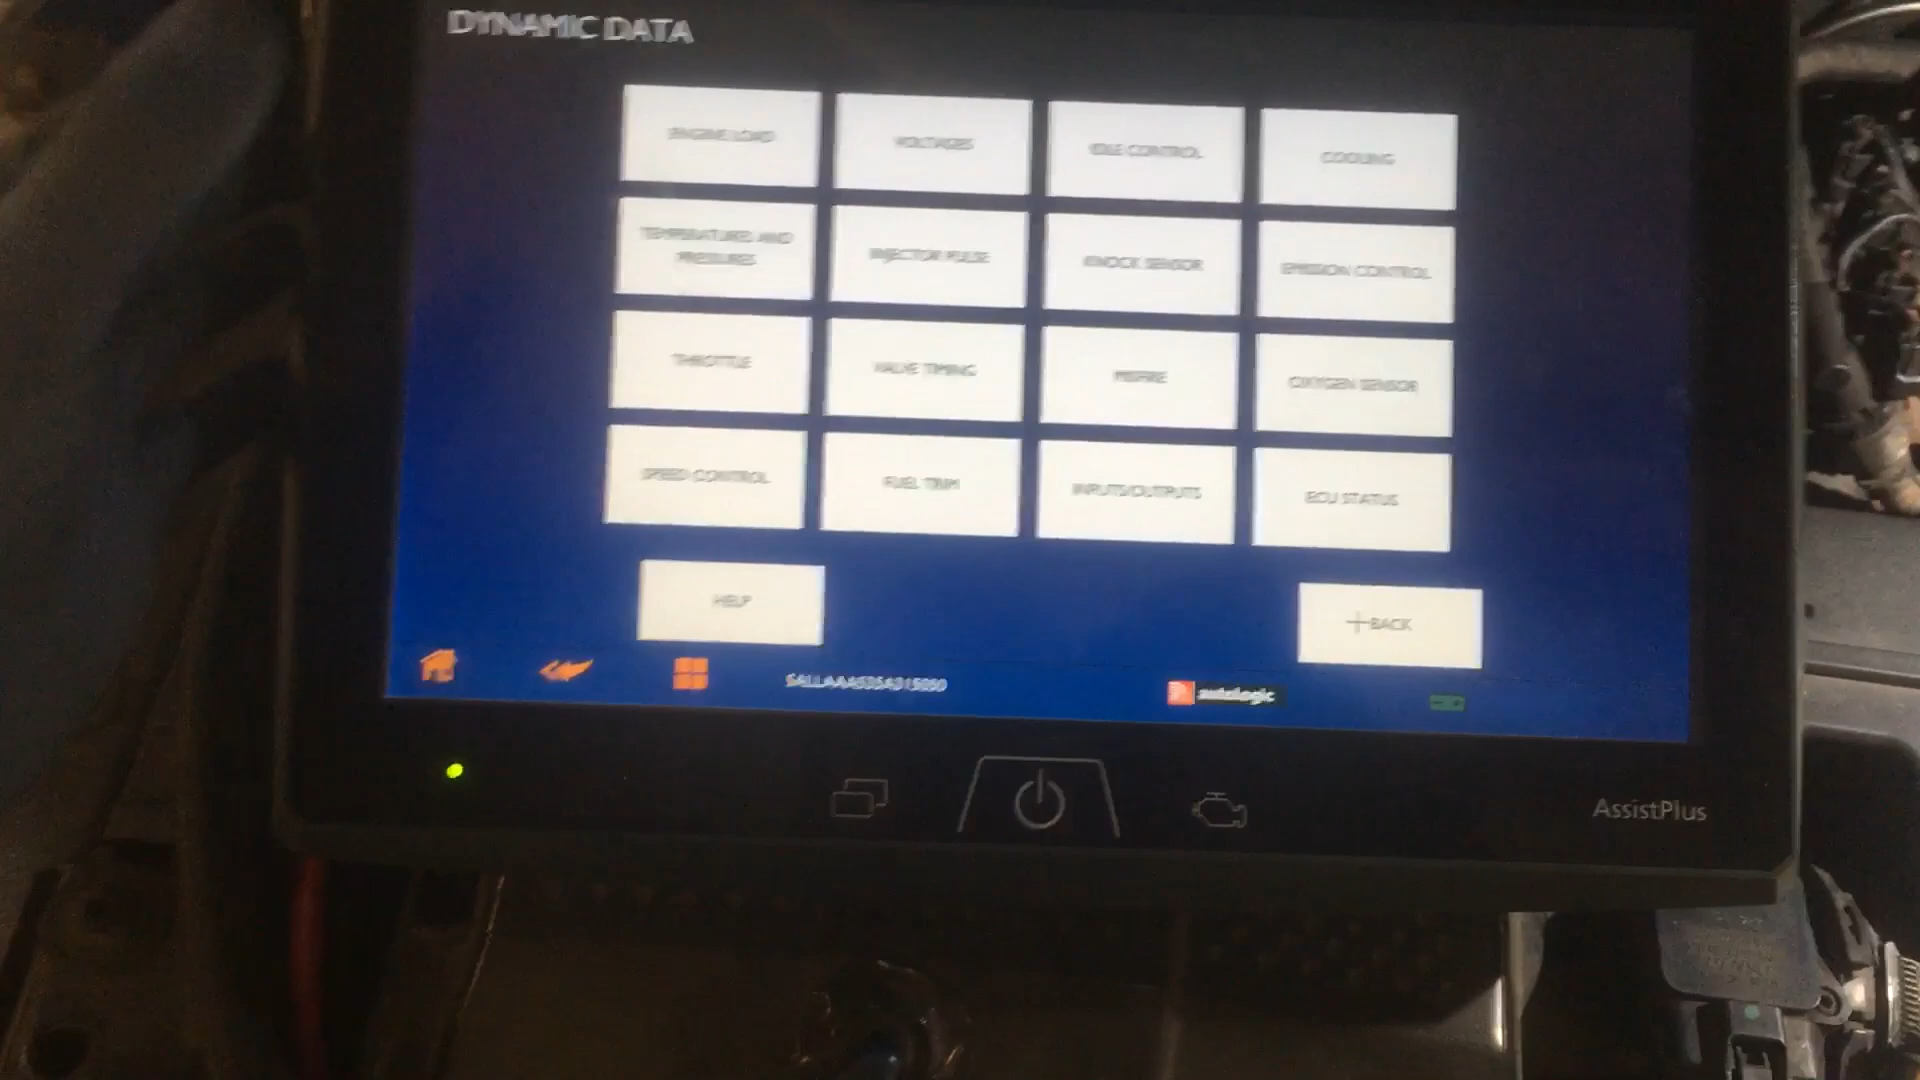 DYNAMIC DATA
ENGINE LOAD
VOLTAGES
IDLE CONTROL
COOLING
TEMPERATURES AND
PRESSURES
INJECTOR PULSE
KNOCK SENSOR
EMISSION CONTROL
THROTTLE
VALVE TIMING
MISFIRE
OXYGEN SENSOR
SPEED CONTROL
FUEL TRIM
INPUTS/OUTPUTS
ECU STATUS
HELP
BACK
autologic
AssistPlus